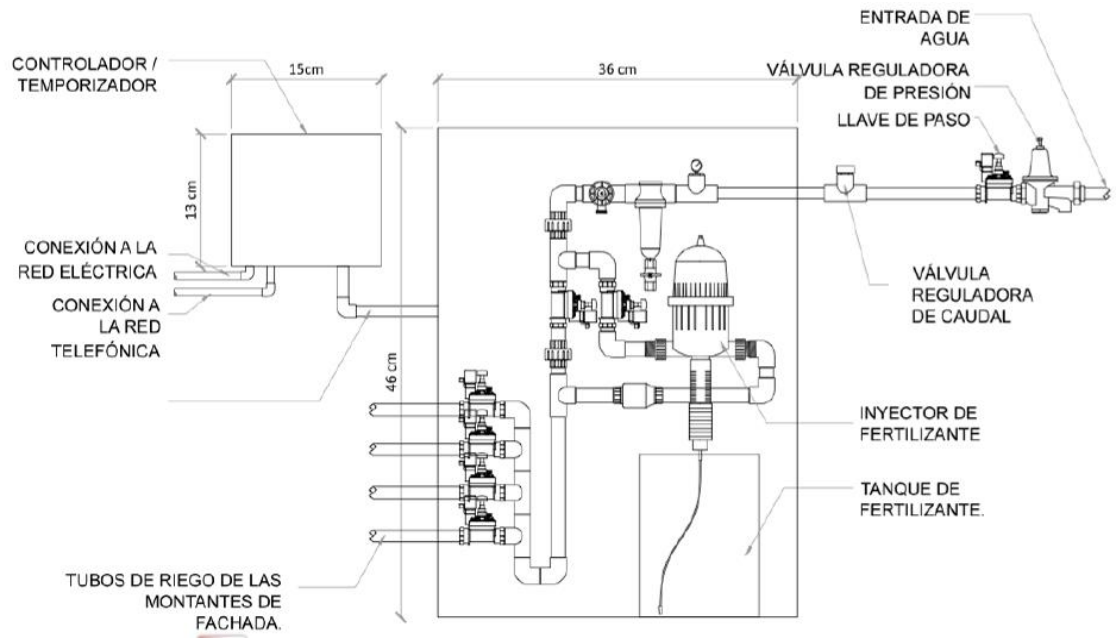 CONTROLADOR /
TEMPORIZADOR
15cm
36 cm
ENTRADA DE
AGUA
VÁLVULA REGULADORA
DE PRESIÓN
LLAVE DE PASO
13 cm
CONEXIÓN A LA
RED ELÉCTRICA
CONEXIÓN A
LA RED
TELEFÓNICA
VÁLVULA
REGULADORA
DE CAUDAL
46 cm
INYECTOR DE
FERTILIZANTE
TANQUE DE
FERTILIZANTE.
TUBOS DE RIEGO DE LAS
MONTANTES DE
FACHADA.